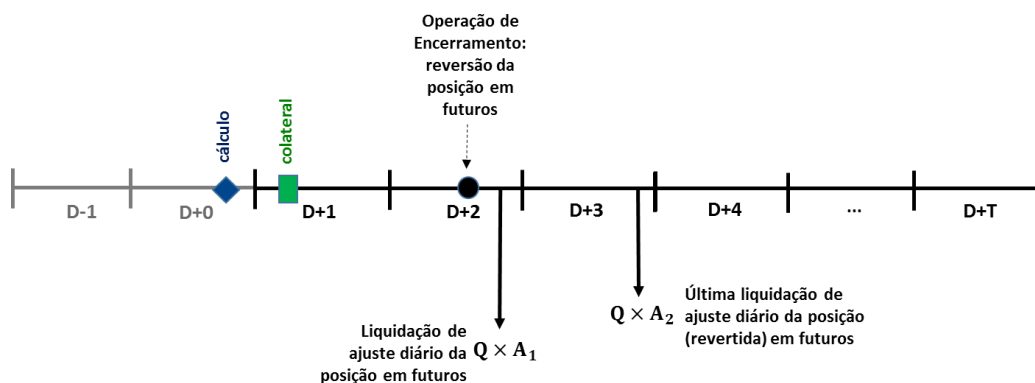 Operação de
Encerramento:
reversão da
posição em
futuros
cálculo
colateral
D-1
D+0
D+1
D+2
D+3
D+4
...
D+T
Liquidação de
ajuste diário da
posição em futuros
Q × A₁
Q × A₂
Última liquidação de
ajuste diário da posição
(revertida) em futuros